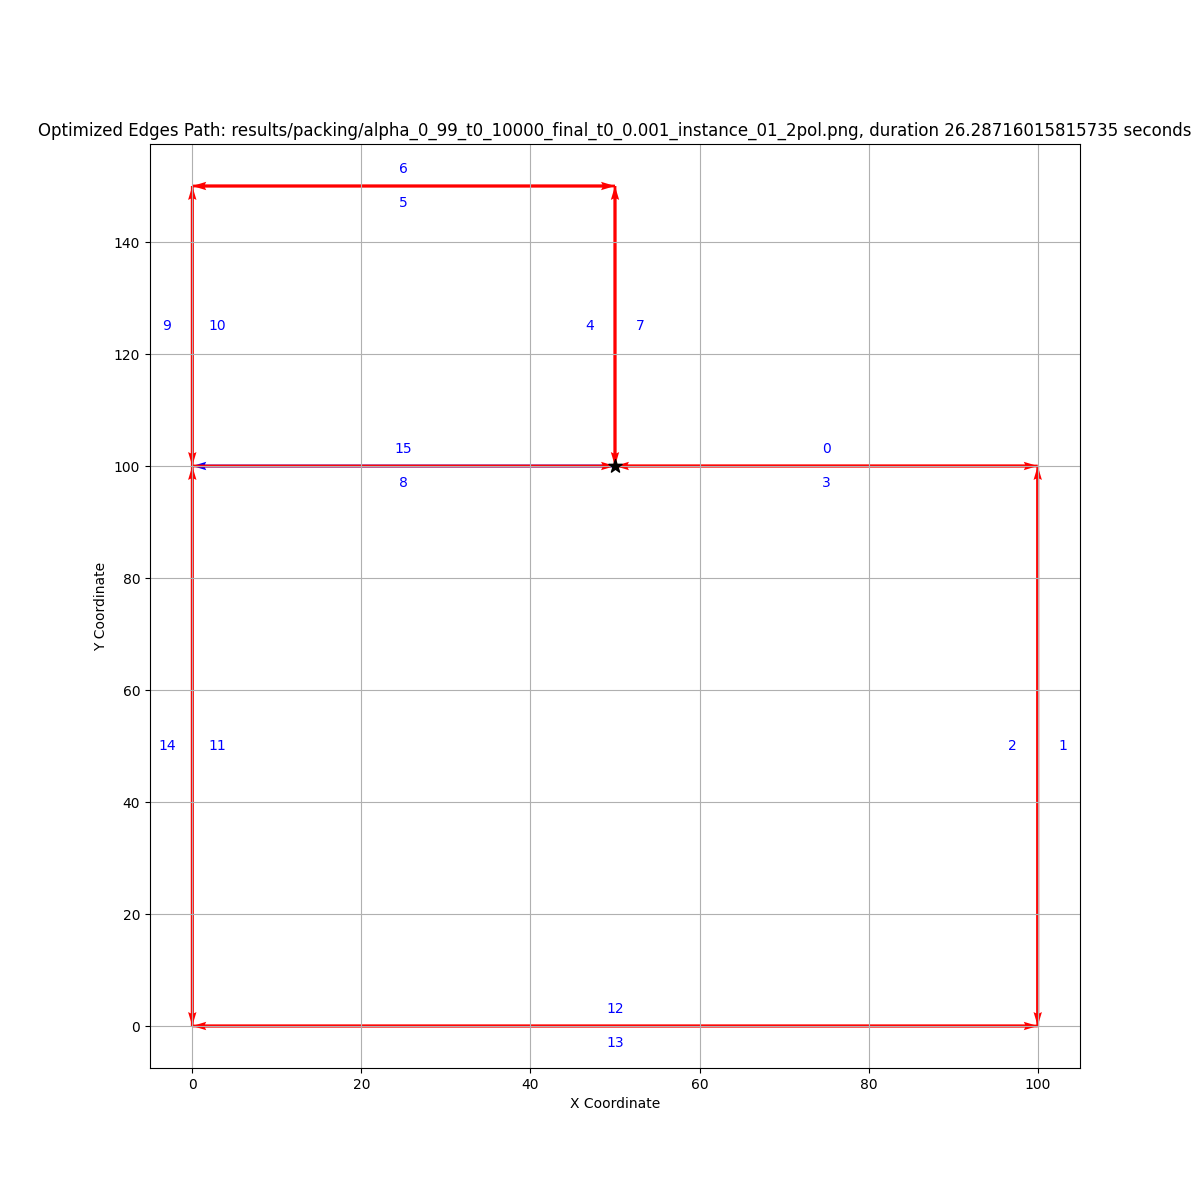 Optimized Edges Path: results/packing/alpha_0_99_t0_10000_final_t0_0.001_instance_01_2pol.png, duration 26.28716015815735 seconds
6
5
140
9 10 4 7
120
15 0
100
8 3
80
Y Coordinate
60
14 11 2 1
40
20
12
0
13
0 20 40 60 80 100
X Coordinate